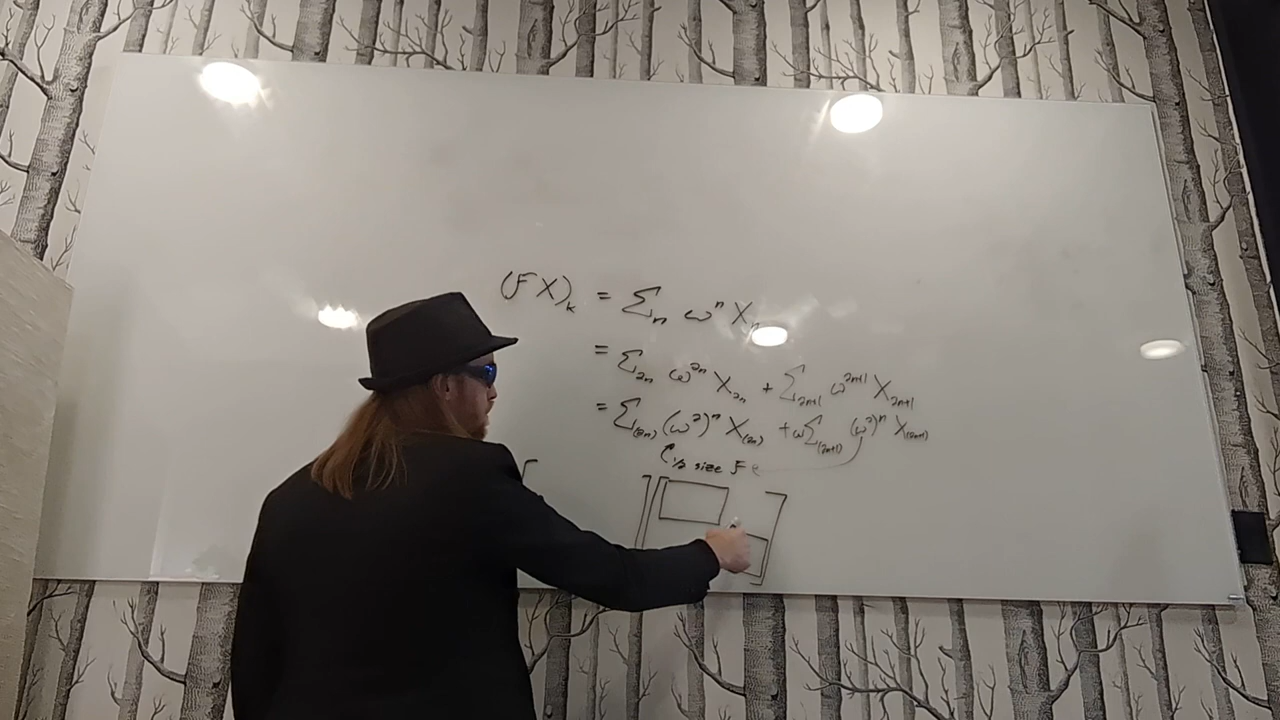 (FX)ₖ = Σₙ ωⁿ Xₙ
= Σ₂ₙ ω²ⁿ X₂ₙ + Σ₂ₙ₊₁ ω²ⁿ⁺¹ X₂ₙ₊₁
= Σ₍₂ₙ₎ (ω²)ⁿ X₍₂ₙ₎ + ωΣ₍₂ₙ₊₁₎ (ω²)ⁿ X₍₂ₙ₊₁₎
½ size F